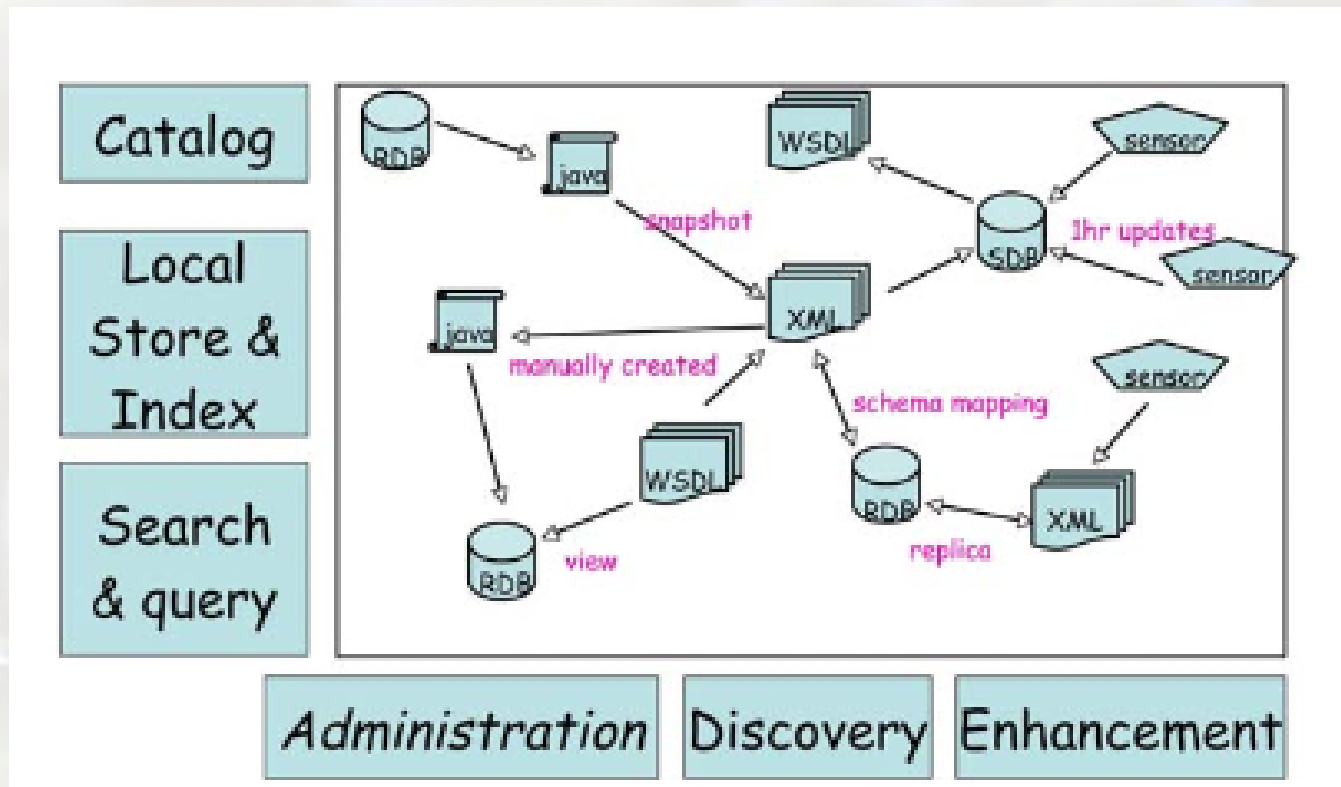 Catalog
Local
Store &
Index
Search
& query
RDB
java
snapshot
WSDL
sensor
SDB
1hr updates
sensor
java
manually created
XML
schema mapping
sensor
WSDL
RDB
view
RDB
replica
XML
Administration
Discovery
Enhancement